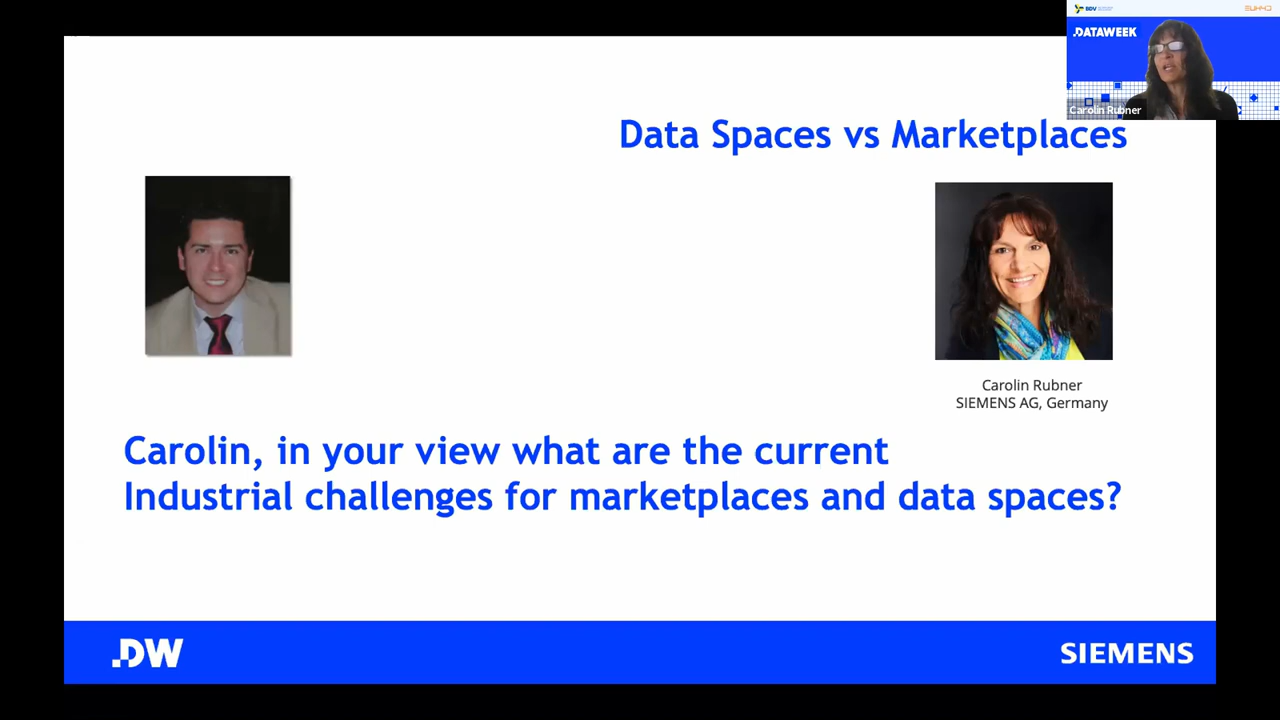 BDV
.DATAWEEK
Carolin Rubner
Data Spaces vs Marketplaces
Carolin Rubner
SIEMENS AG, Germany
Carolin, in your view what are the current
Industrial challenges for marketplaces and data spaces?
.DW
SIEMENS